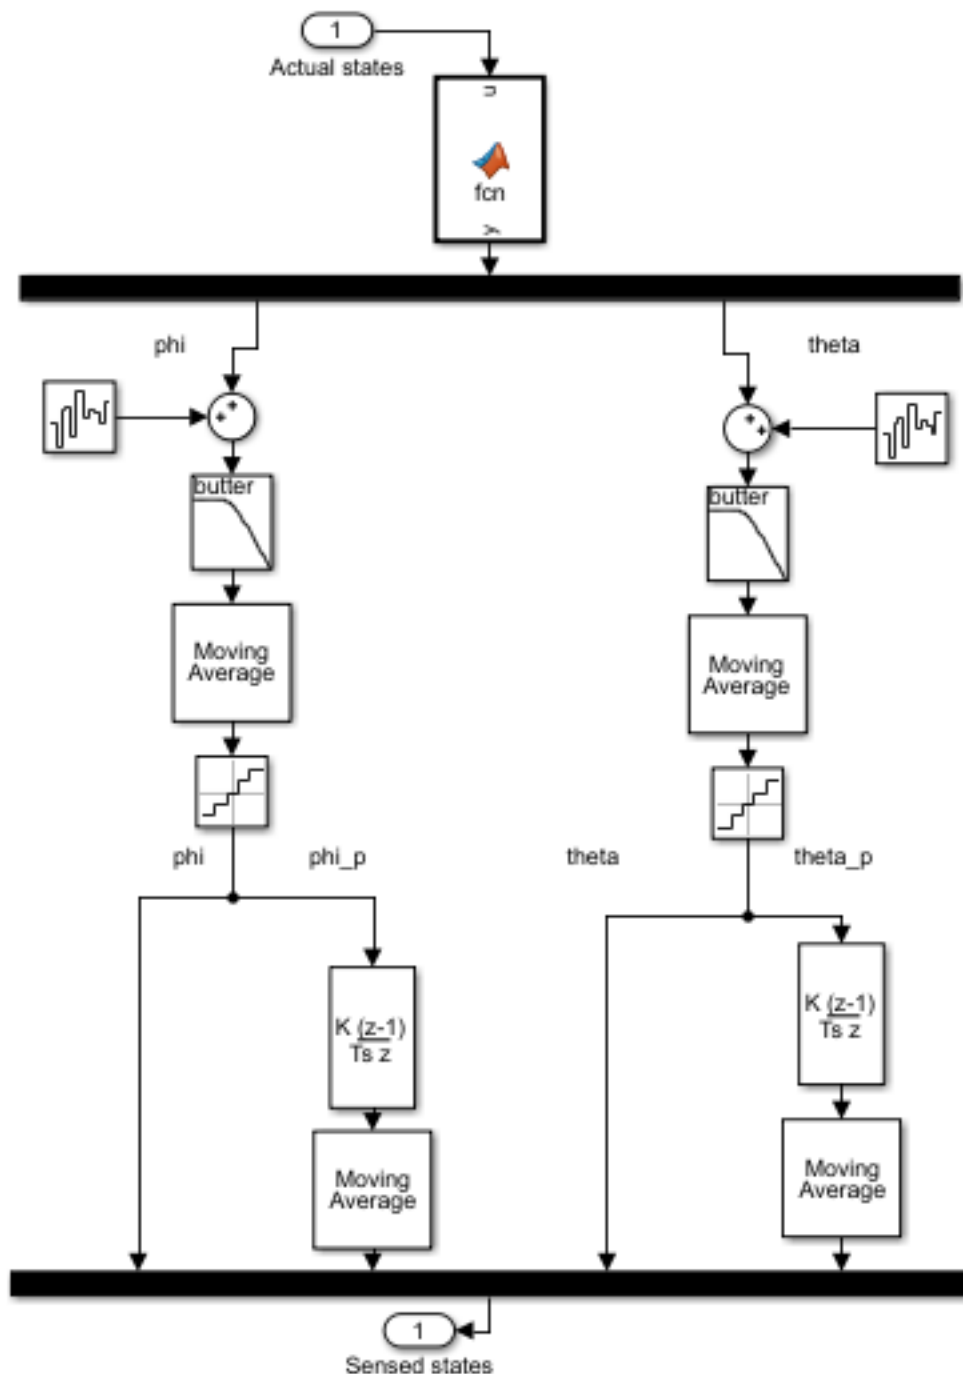 1
Actual states
u
fcn
y
phi
theta
butter
butter
Moving
Average
Moving
Average
phi
phi_p
theta
theta_p
K (z-1)
Ts z
K (z-1)
Ts z
Moving
Average
Moving
Average
1
Sensed states